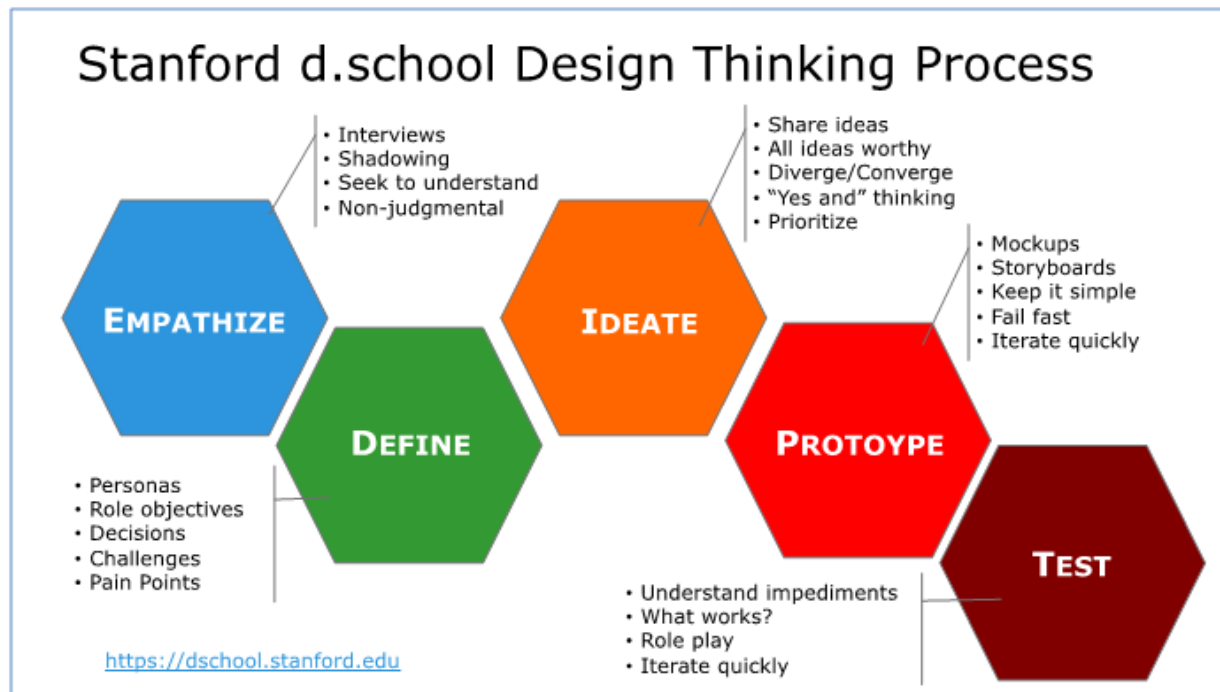 Stanford d.school Design Thinking Process
• Interviews
• Shadowing
• Seek to understand
• Non-judgmental
EMPATHIZE
• Personas
• Role objectives
• Decisions
• Challenges
• Pain Points
DEFINE
• Share ideas
• All ideas worthy
• Diverge/Converge
• “Yes and” thinking
• Prioritize
IDEATE
• Mockups
• Storyboards
• Keep it simple
• Fail fast
• Iterate quickly
PROTOYPE
• Understand impediments
• What works?
• Role play
• Iterate quickly
TEST
https://dschool.stanford.edu